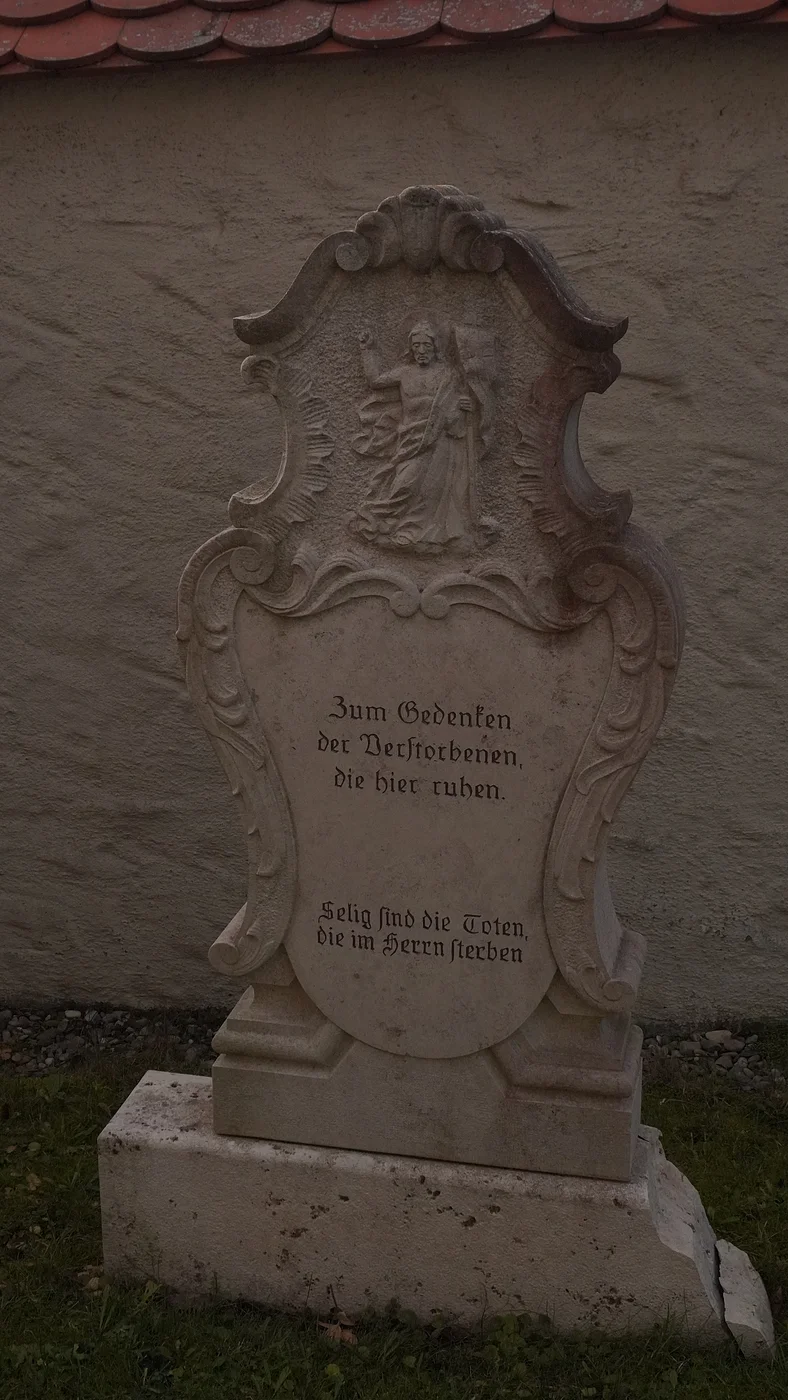 Zum Gedenken
der Verstorbenen,
die hier ruhen.
Selig sind die Toten,
die im Herrn sterben